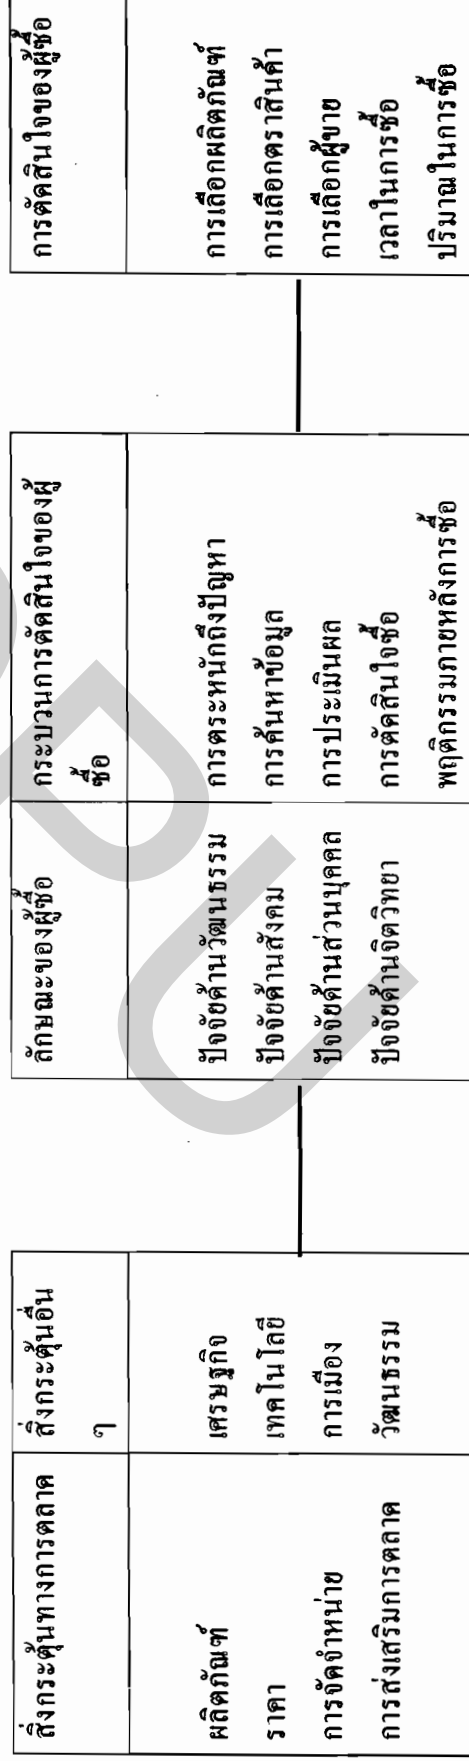 สิ่งกระตุ้นทางการตลาด
ผลิตภัณฑ์
ราคา
การจัดจำหน่าย
การส่งเสริมการตลาด
สิ่งกระตุ้นอื่น
ๆ
เศรษฐกิจ
เทคโนโลยี
การเมือง
วัฒนธรรม
ลักษณะของผู้ซื้อ
ปัจจัยด้านวัฒนธรรม
ปัจจัยด้านสังคม
ปัจจัยด้านส่วนบุคคล
ปัจจัยด้านจิตวิทยา
กระบวนการตัดสินใจของผู้
ซื้อ
การตระหนักถึงปัญหา
การค้นหาข้อมูล
การประเมินผล
การตัดสินใจซื้อ
พฤติกรรมภายหลังการซื้อ
การตัดสินใจของผู้ซื้อ
การเลือกผลิตภัณฑ์
การเลือกตราสินค้า
การเลือกผู้ขาย
เวลาในการซื้อ
ปริมาณในการซื้อ